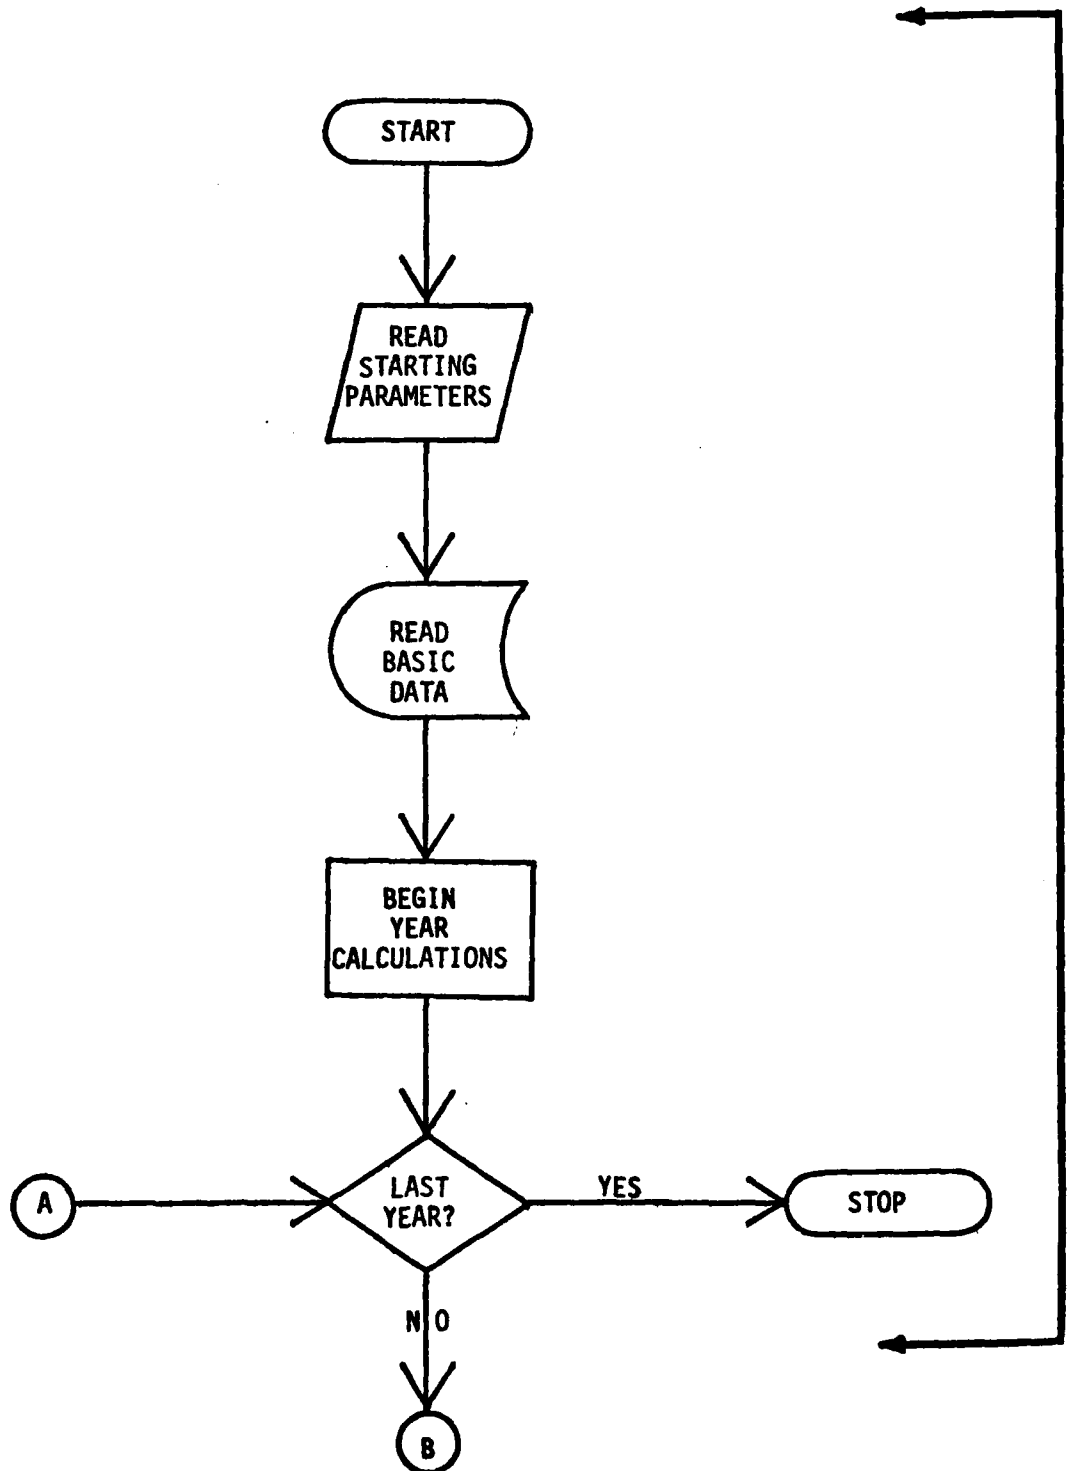 START
READ
STARTING
PARAMETERS
READ
BASIC
DATA
BEGIN
YEAR
CALCULATIONS
A
LAST
YEAR?
YES
STOP
NO
B